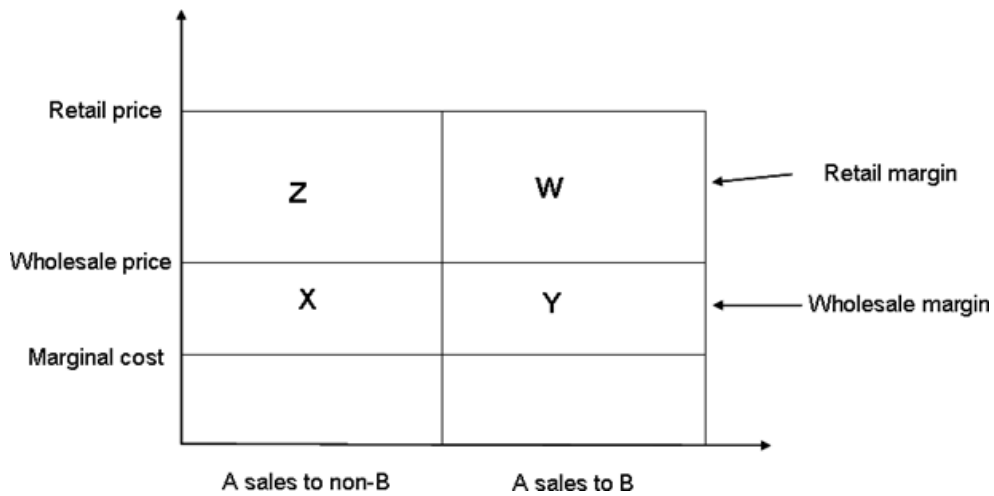 Retail price
Z
W
Retail margin
Wholesale price
X
Y
Wholesale margin
Marginal cost
A sales to non-B
A sales to B